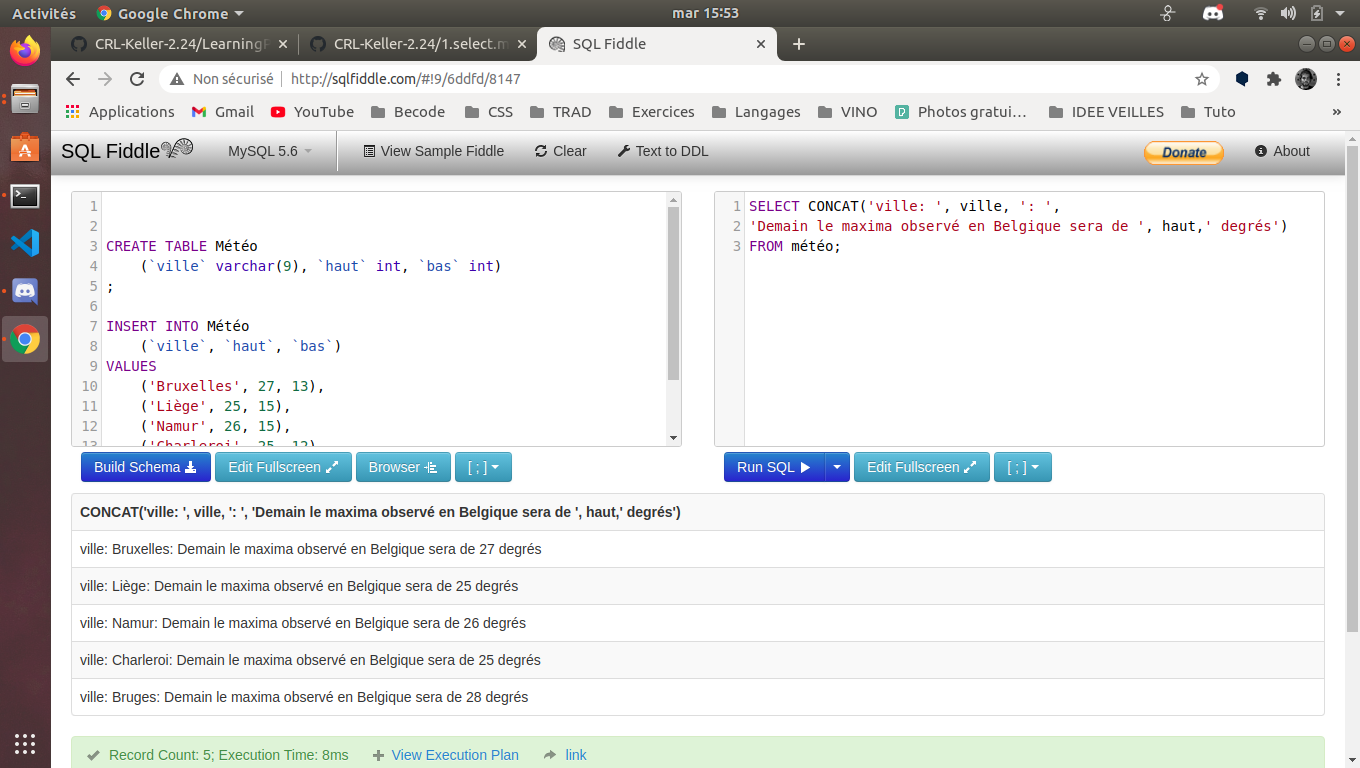 Activités
Google Chrome
mar 15:53
CRL-Keller-2.24/LearningP
CRL-Keller-2.24/1.select.m
SQL Fiddle
Non sécurisé
http://sqlfiddle.com/#!9/6ddfd/8147
Applications
Gmail
YouTube
Becode
CSS
TRAD
Exercices
Langages
VINO
Photos gratui...
IDEE VEILLES
Tuto
»
SQL Fiddle
MySQL 5.6
View Sample Fiddle
Clear
Text to DDL
Donate
About
1
2
3 CREATE TABLE Météo
4 (`ville` varchar(9), `haut` int, `bas` int)
5 ;
6
7 INSERT INTO Météo
8 (`ville`, `haut`, `bas`)
9 VALUES
10 ('Bruxelles', 27, 13),
11 ('Liège', 25, 15),
12 ('Namur', 26, 15),
13 ('Charleroi', 25, 12)
1 SELECT CONCAT('ville: ', ville, ': ',
2 'Demain le maxima observé en Belgique sera de ', haut,' degrés')
3 FROM météo;
Build Schema
Edit Fullscreen
Browser
[ ; ]
Run SQL
Edit Fullscreen
[ ; ]
CONCAT('ville: ', ville, ': ', 'Demain le maxima observé en Belgique sera de ', haut,' degrés')
ville: Bruxelles: Demain le maxima observé en Belgique sera de 27 degrés
ville: Liège: Demain le maxima observé en Belgique sera de 25 degrés
ville: Namur: Demain le maxima observé en Belgique sera de 26 degrés
ville: Charleroi: Demain le maxima observé en Belgique sera de 25 degrés
ville: Bruges: Demain le maxima observé en Belgique sera de 28 degrés
Record Count: 5; Execution Time: 8ms
View Execution Plan
link